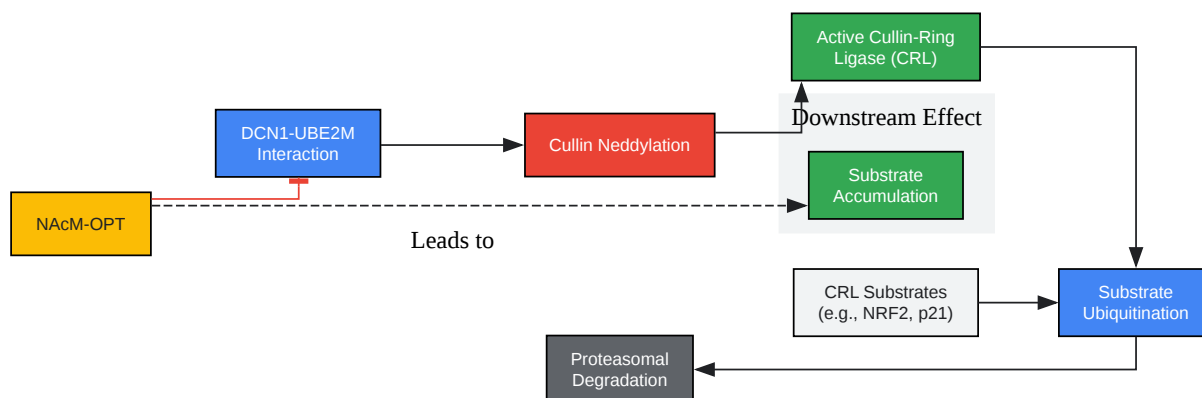 Active Cullin-Ring
Ligase (CRL)
Downstream Effect
DCN1-UBE2M
Interaction
Cullin Neddylation
Substrate
Accumulation
NAcM-OPT
Leads to
CRL Substrates
(e.g., NRF2, p21)
Substrate
Ubiquitination
Proteasomal
Degradation